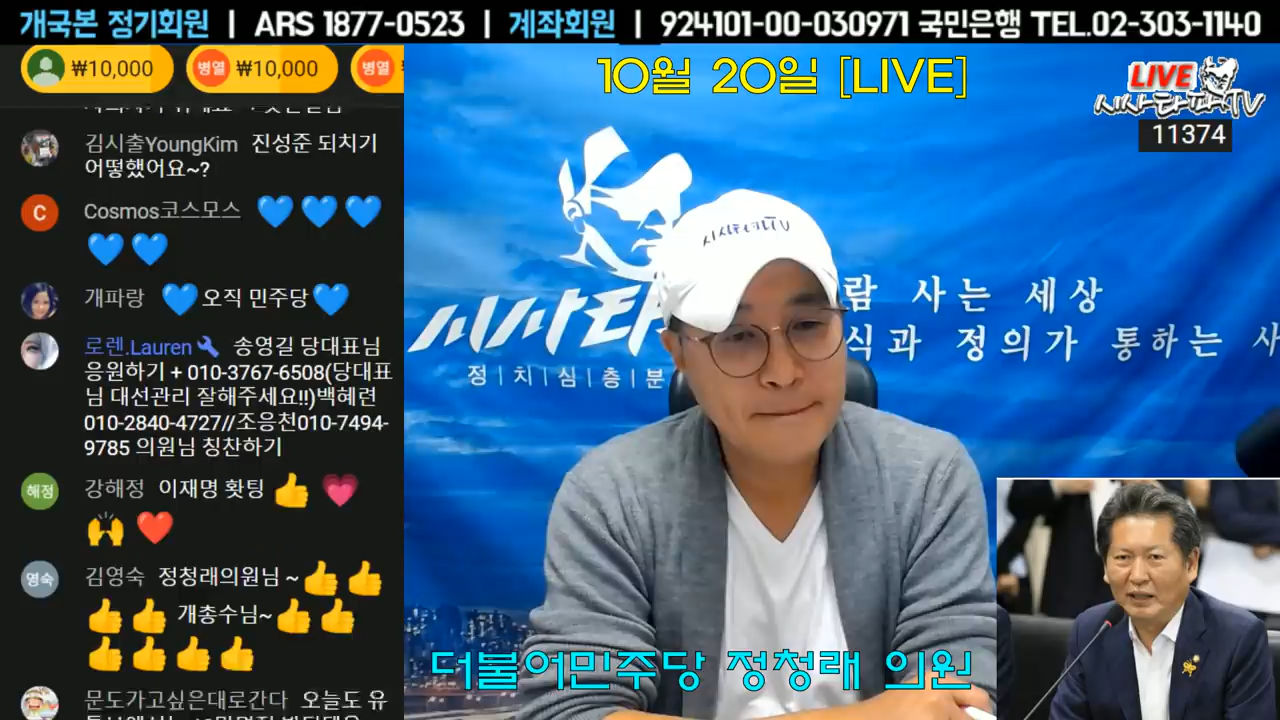 개국본 정기회원 | ARS 1877-0523 | 계좌회원 | 924101-00-030971 국민은행 TEL.02-303-1140
₩10,000
병열 ₩10,000
병열
김시출YoungKim 진성준 되치기
어떻했어요~?
C Cosmos코스모스 💙💙💙
💙💙
개파랑 💙오직 민주당💙
로렌.Lauren🔧 송영길 당대표님
응원하기 + 010-3767-6508(당대표
님 대선관리 잘해주세요!!)백혜련
010-2840-4727//조응천010-7494-
9785 의원님 칭찬하기
해정 강해정 이재명 홧팅 👍 💗
🙌 ❤️
영숙 김영숙 정청래의원님 ~👍👍
👍👍 개총수님~👍👍
👍👍👍👍
문도가고싶은대로간다 오늘도 유
10월 20일 [LIVE]
LIVE
시사타파TV
11374
시사타파TV
시사타
정|치|심|층|분
람 사는 세상
식과 정의가 통하는 사
더불어민주당 정청래 의원